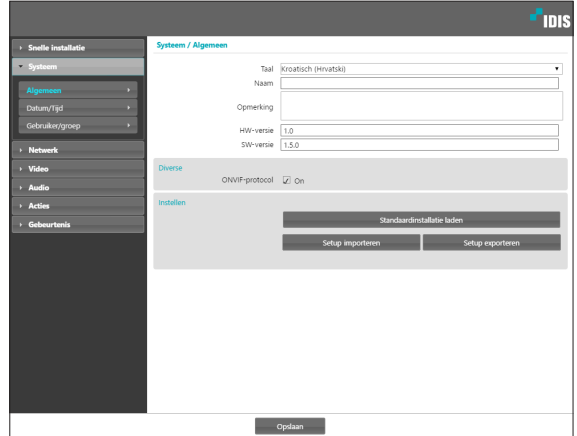 IDIS
Snelle installatie
Systeem
Algemeen
Datum/Tijd
Gebruiker/groep
Netwerk
Video
Audio
Acties
Gebeurtenis
Systeem / Algemeen
Taal Kroatisch (Hrvatski)
Naam
Opmerking
HW-versie 1.0
SW-versie 1.5.0
Diverse
ONVIF-protocol On
Instellen
Standaardinstallatie laden
Setup importeren Setup exporteren
Opslaan